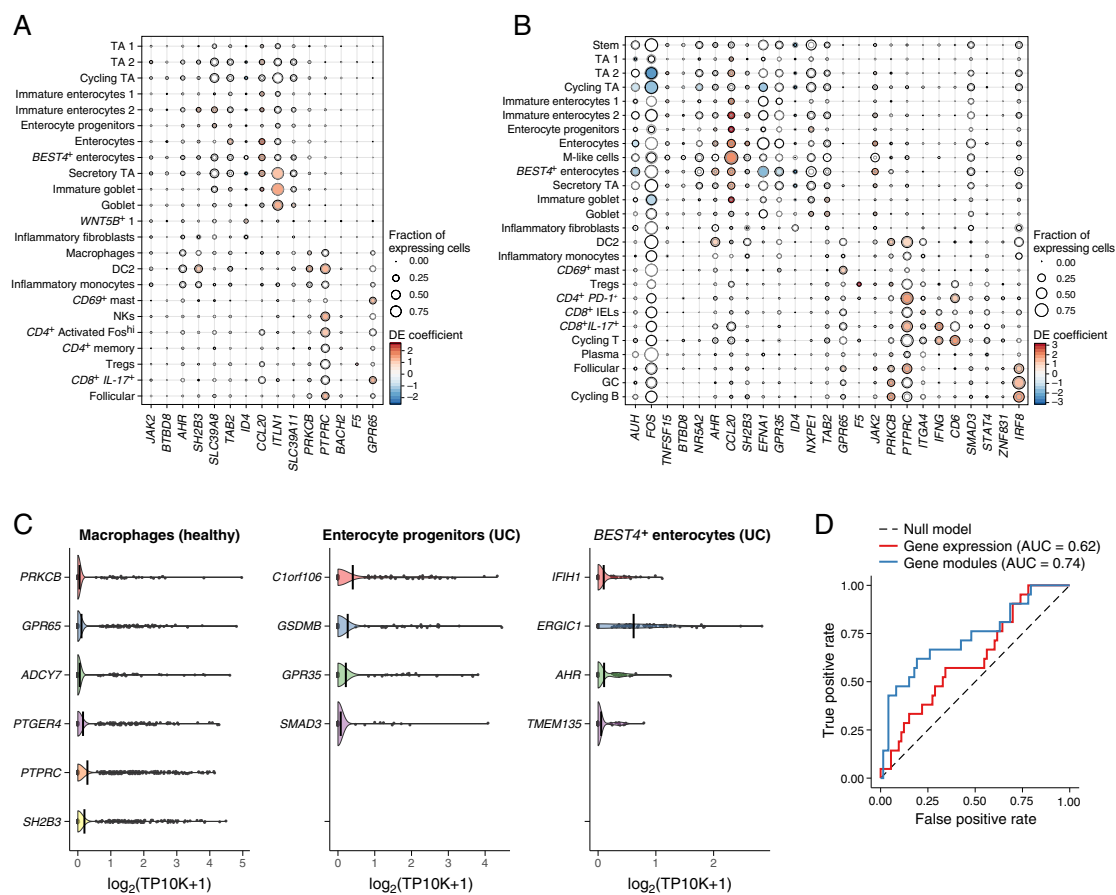 A
TA 1
TA 2
Cycling TA
Immature enterocytes 1
Immature enterocytes 2
Enterocyte progenitors
Enterocytes
BEST4+ enterocytes
Secretory TA
Immature goblet
Goblet
WNT5B+ 1
Inflammatory fibroblasts
Macrophages
DC2
Inflammatory monocytes
CD69+ mast
NKs
CD4+ Activated Foshi
CD4+ memory
Tregs
CD8+ IL-17+
Follicular
JAK2
BTBD8
AHR
SH2B3
SLC39A8
TAB2
ID4
CCL20
ITLN1
SLC39A11
PRKCB
PTPRC
BACH2
F5
GPR65
Fraction of
expressing cells
0.00
0.25
0.50
0.75
DE coefficient
2
1
0
−1
−2
B
Stem
TA 1
TA 2
Cycling TA
Immature enterocytes 1
Immature enterocytes 2
Enterocyte progenitors
Enterocytes
M-like cells
BEST4+ enterocytes
Secretory TA
Immature goblet
Goblet
Inflammatory fibroblasts
DC2
Inflammatory monocytes
CD69+ mast
Tregs
CD4+ PD-1+
CD8+ IELs
CD8+IL-17+
Cycling T
Plasma
Follicular
GC
Cycling B
AUH
FOS
TNFSF15
BTBD8
NR5A2
AHR
CCL20
SH2B3
EFNA1
GPR35
ID4
NXPE1
TAB2
GPR65
F5
JAK2
PRKCB
PTPRC
ITGA4
IFNG
CD6
SMAD3
STAT4
ZNF831
IRF8
Fraction of
expressing cells
0.00
0.25
0.50
0.75
DE coefficient
3
2
1
0
−1
−2
−3
C
Macrophages (healthy)
PRKCB
GPR65
ADCY7
PTGER4
PTPRC
SH2B3
0 1 2 3 4 5
log2(TP10K+1)
Enterocyte progenitors (UC)
C1orf106
GSDMB
GPR35
SMAD3
0 1 2 3 4
log2(TP10K+1)
BEST4+ enterocytes (UC)
IFIH1
ERGIC1
AHR
TMEM135
0 1 2
log2(TP10K+1)
D
Null model
Gene expression (AUC = 0.62)
Gene modules (AUC = 0.74)
True positive rate
1.00
0.75
0.50
0.25
0.00
0.00 0.25 0.50 0.75 1.00
False positive rate